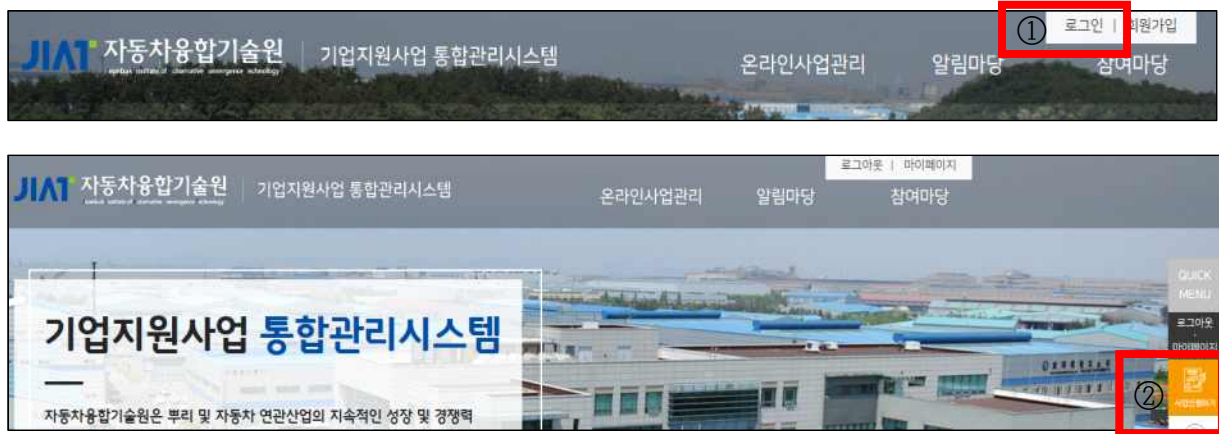 ① 로그인 | 회원가입
JIAT 자동차융합기술원 기업지원사업 통합관리시스템 온라인사업관리 알림마당 참여마당
로그아웃 | 마이페이지
JIAT 자동차융합기술원 기업지원사업 통합관리시스템 온라인사업관리 알림마당 참여마당
QUICK
MENU
로그아웃
마이페이지
기업지원사업 통합관리시스템
②
자동차융합기술원은 뿌리 및 자동차 연관산업의 지속적인 성장 및 경쟁력